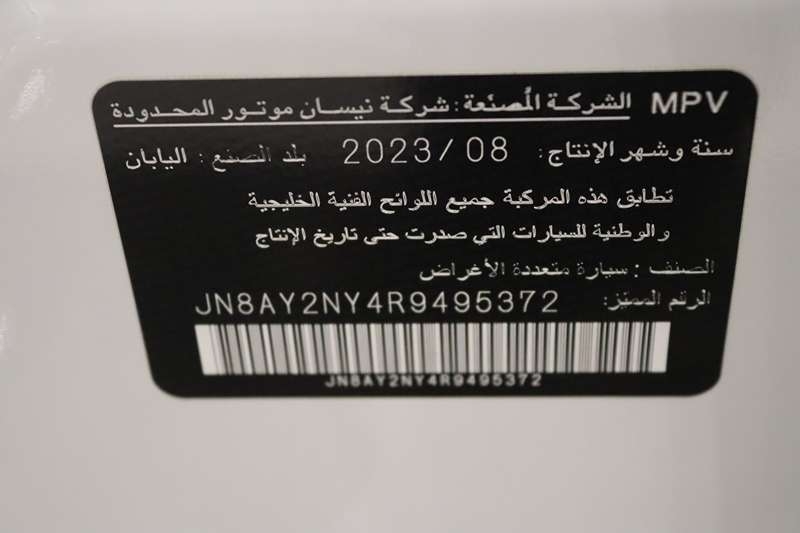 MPV الشركة المُصنّعة : شركة نيسان موتور المحدودة
سنة وشهر الإنتاج: 2023/08 بلد الصنع : اليابان
تطابق هذه المركبة جميع اللوائح الفنية الخليجية
والوطنية للسيارات التي صدرت حتى تاريخ الإنتاج
الصنف : سيارة متعددة الأغراض
الرقم المميّز: JN8AY2NY4R9495372
JN8AY2NY4R9495372